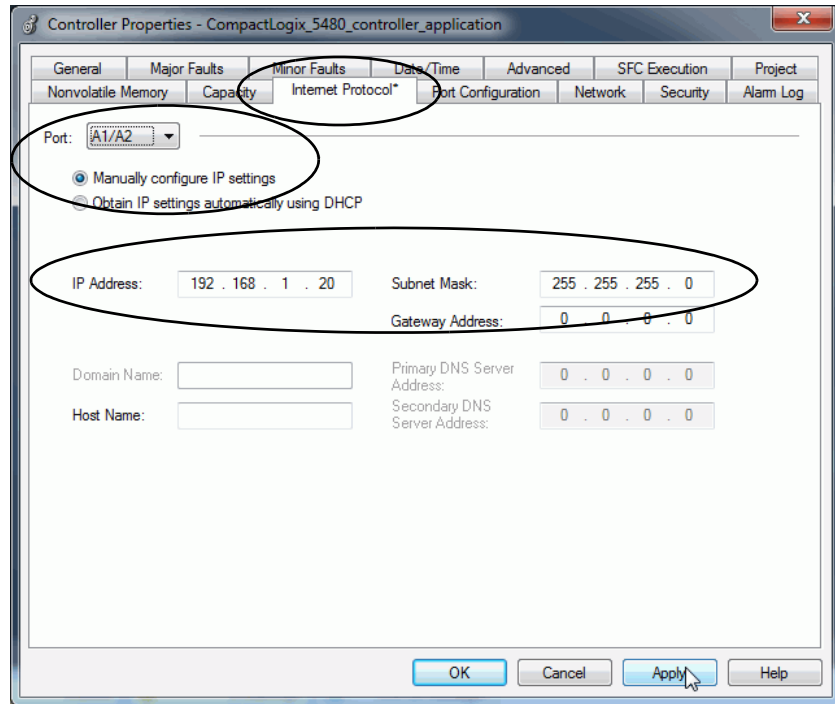 Controller Properties - CompactLogix_5480_controller_application
General Major Faults Minor Faults Date/Time Advanced SFC Execution Project
Nonvolatile Memory Capacity Internet Protocol* Port Configuration Network Security Alarm Log
Port: A1/A2
Manually configure IP settings
Obtain IP settings automatically using DHCP
IP Address: 192 . 168 . 1 . 20 Subnet Mask: 255 . 255 . 255 . 0
Gateway Address: 0 . 0 . 0 . 0
Domain Name: Primary DNS Server Address: 0 . 0 . 0 . 0
Host Name: Secondary DNS Server Address: 0 . 0 . 0 . 0
OK Cancel Apply Help